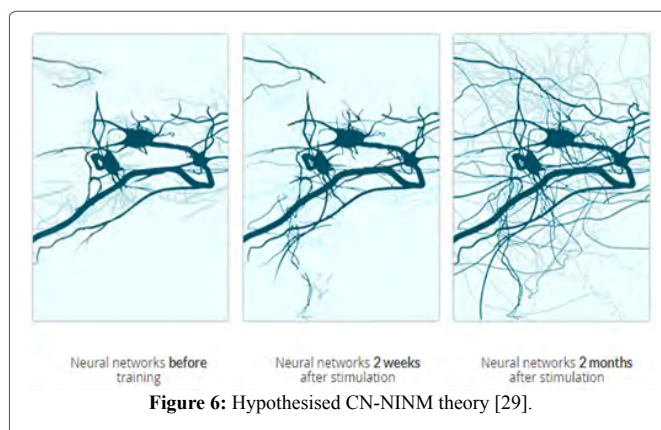 Neural networks before
training
Neural networks 2 weeks
after stimulation
Neural networks 2 months
after stimulation
Figure 6: Hypothesised CN-NINM theory [29].